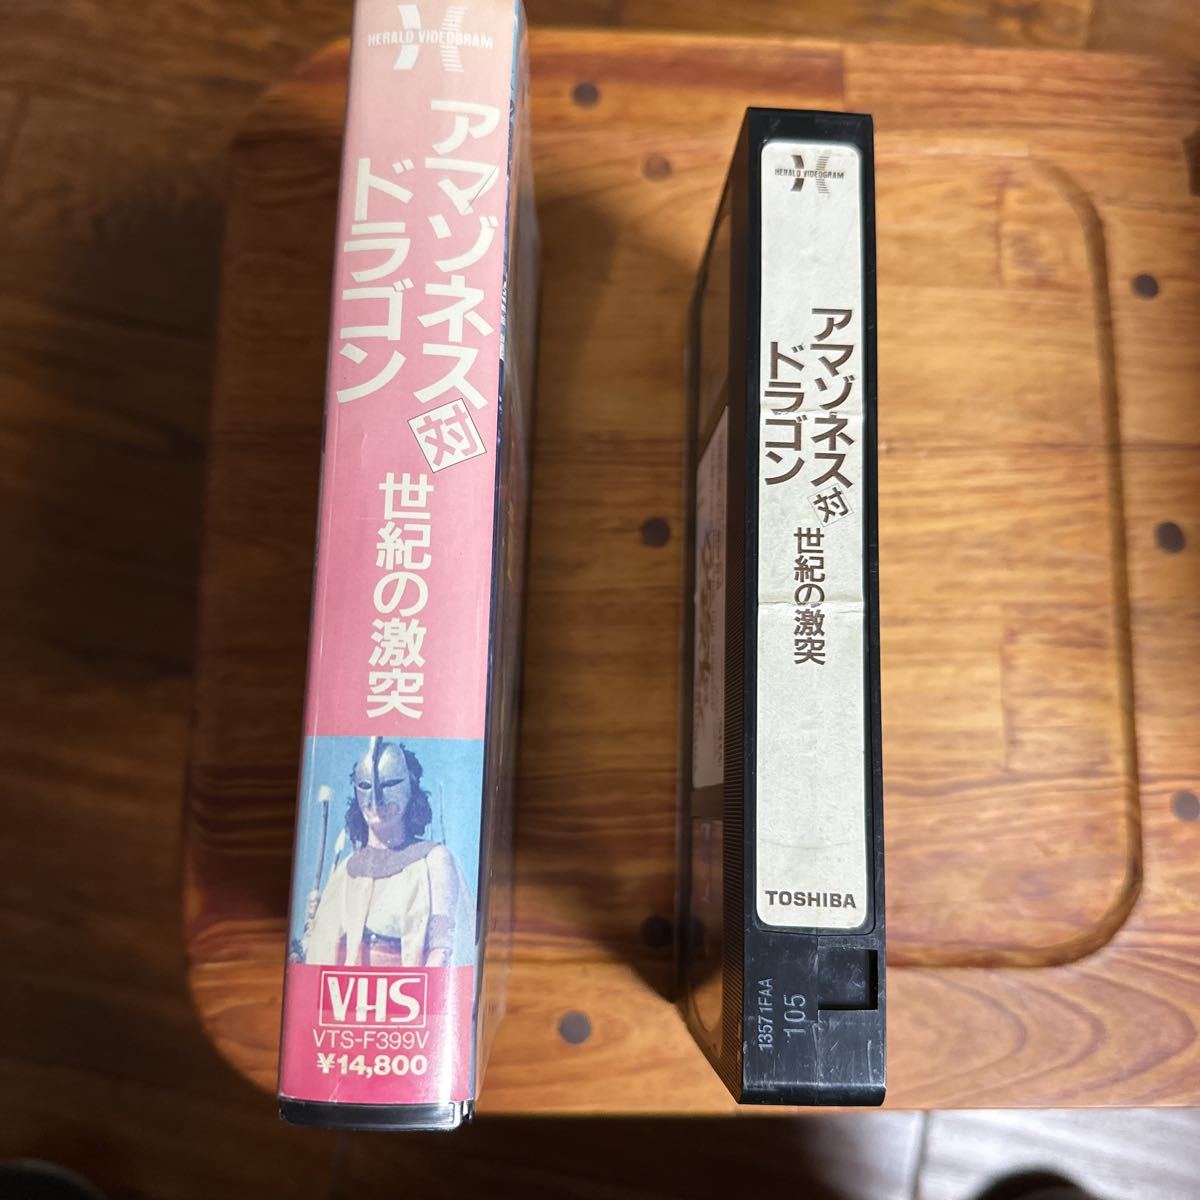 HERALD VIDEOGRAM
アマゾネス対
ドラゴン
世紀の激突
VHS
VTS-F399V
¥14,800
HERALD VIDEOGRAM
アマゾネス対
ドラゴン
世紀の激突
TOSHIBA
13571FAA
105